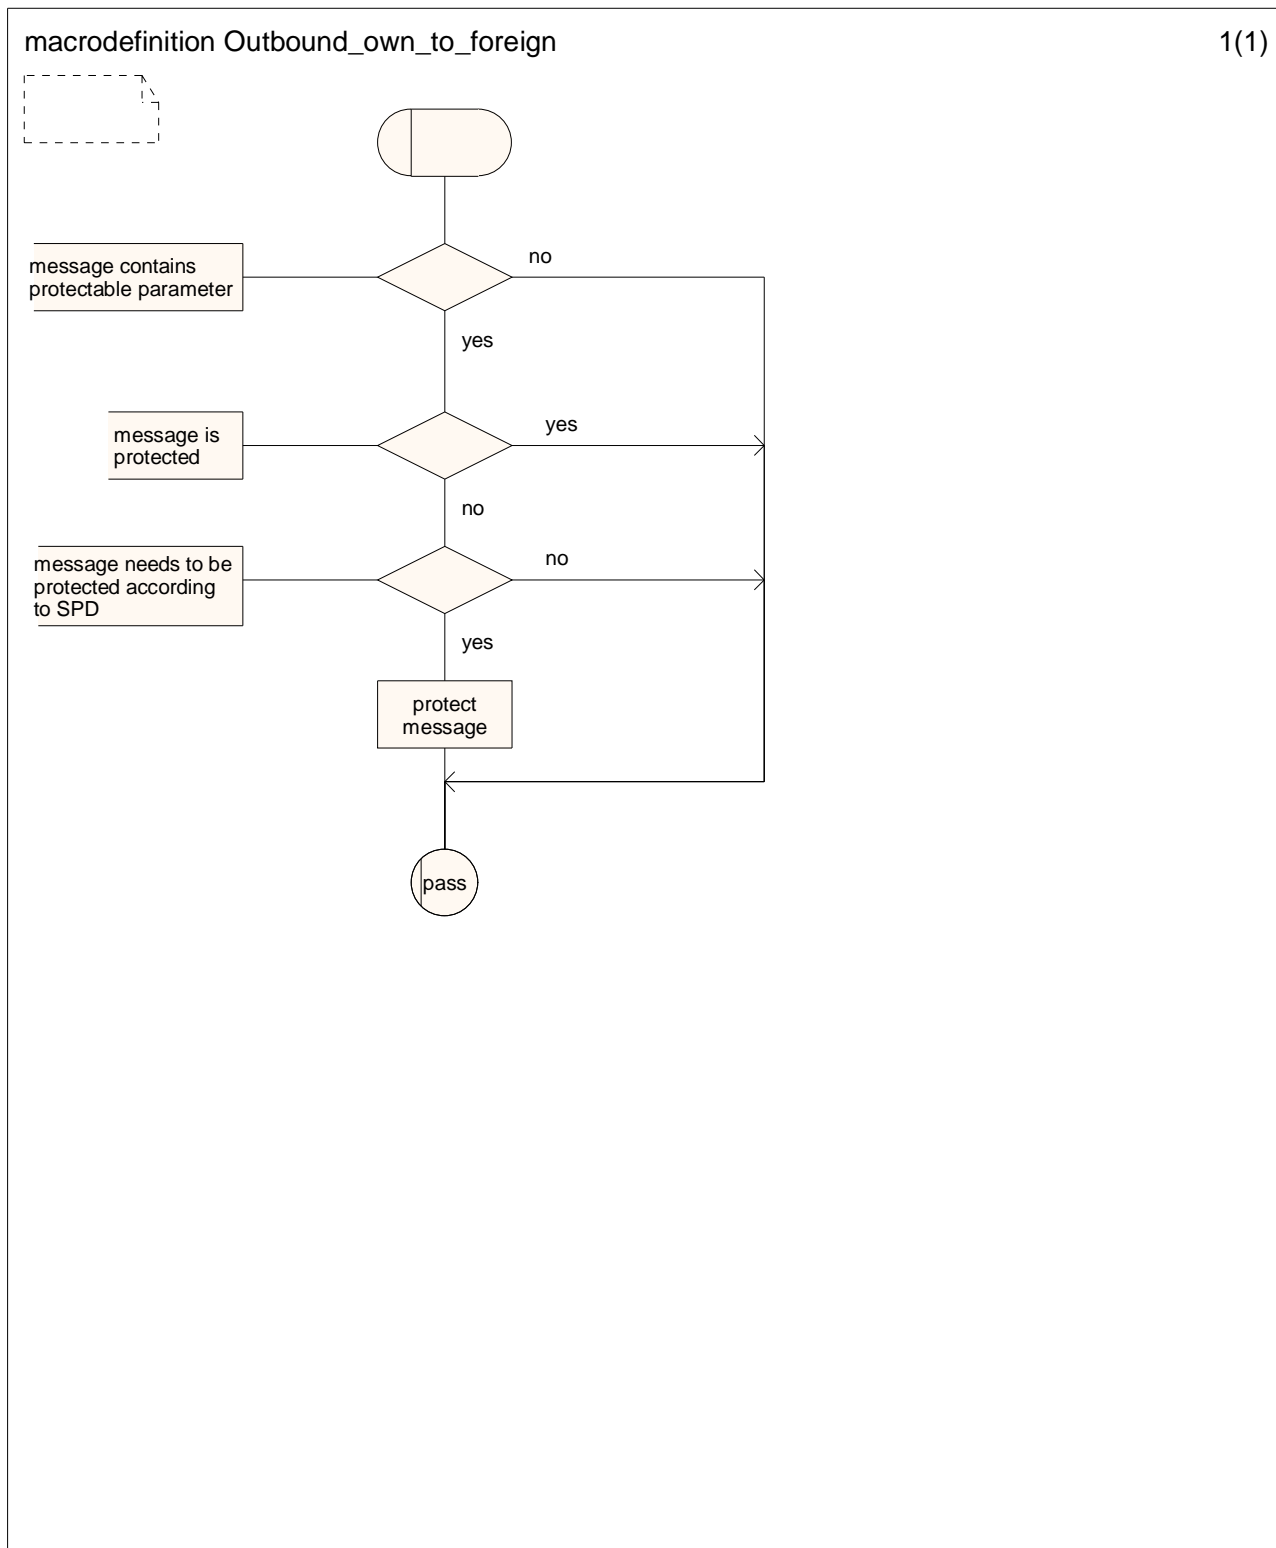 macrodefinition Outbound_own_to_foreign
1(1)
message contains
protectable parameter
no
yes
message is
protected
yes
no
message needs to be
protected according
to SPD
no
yes
protect
message
pass